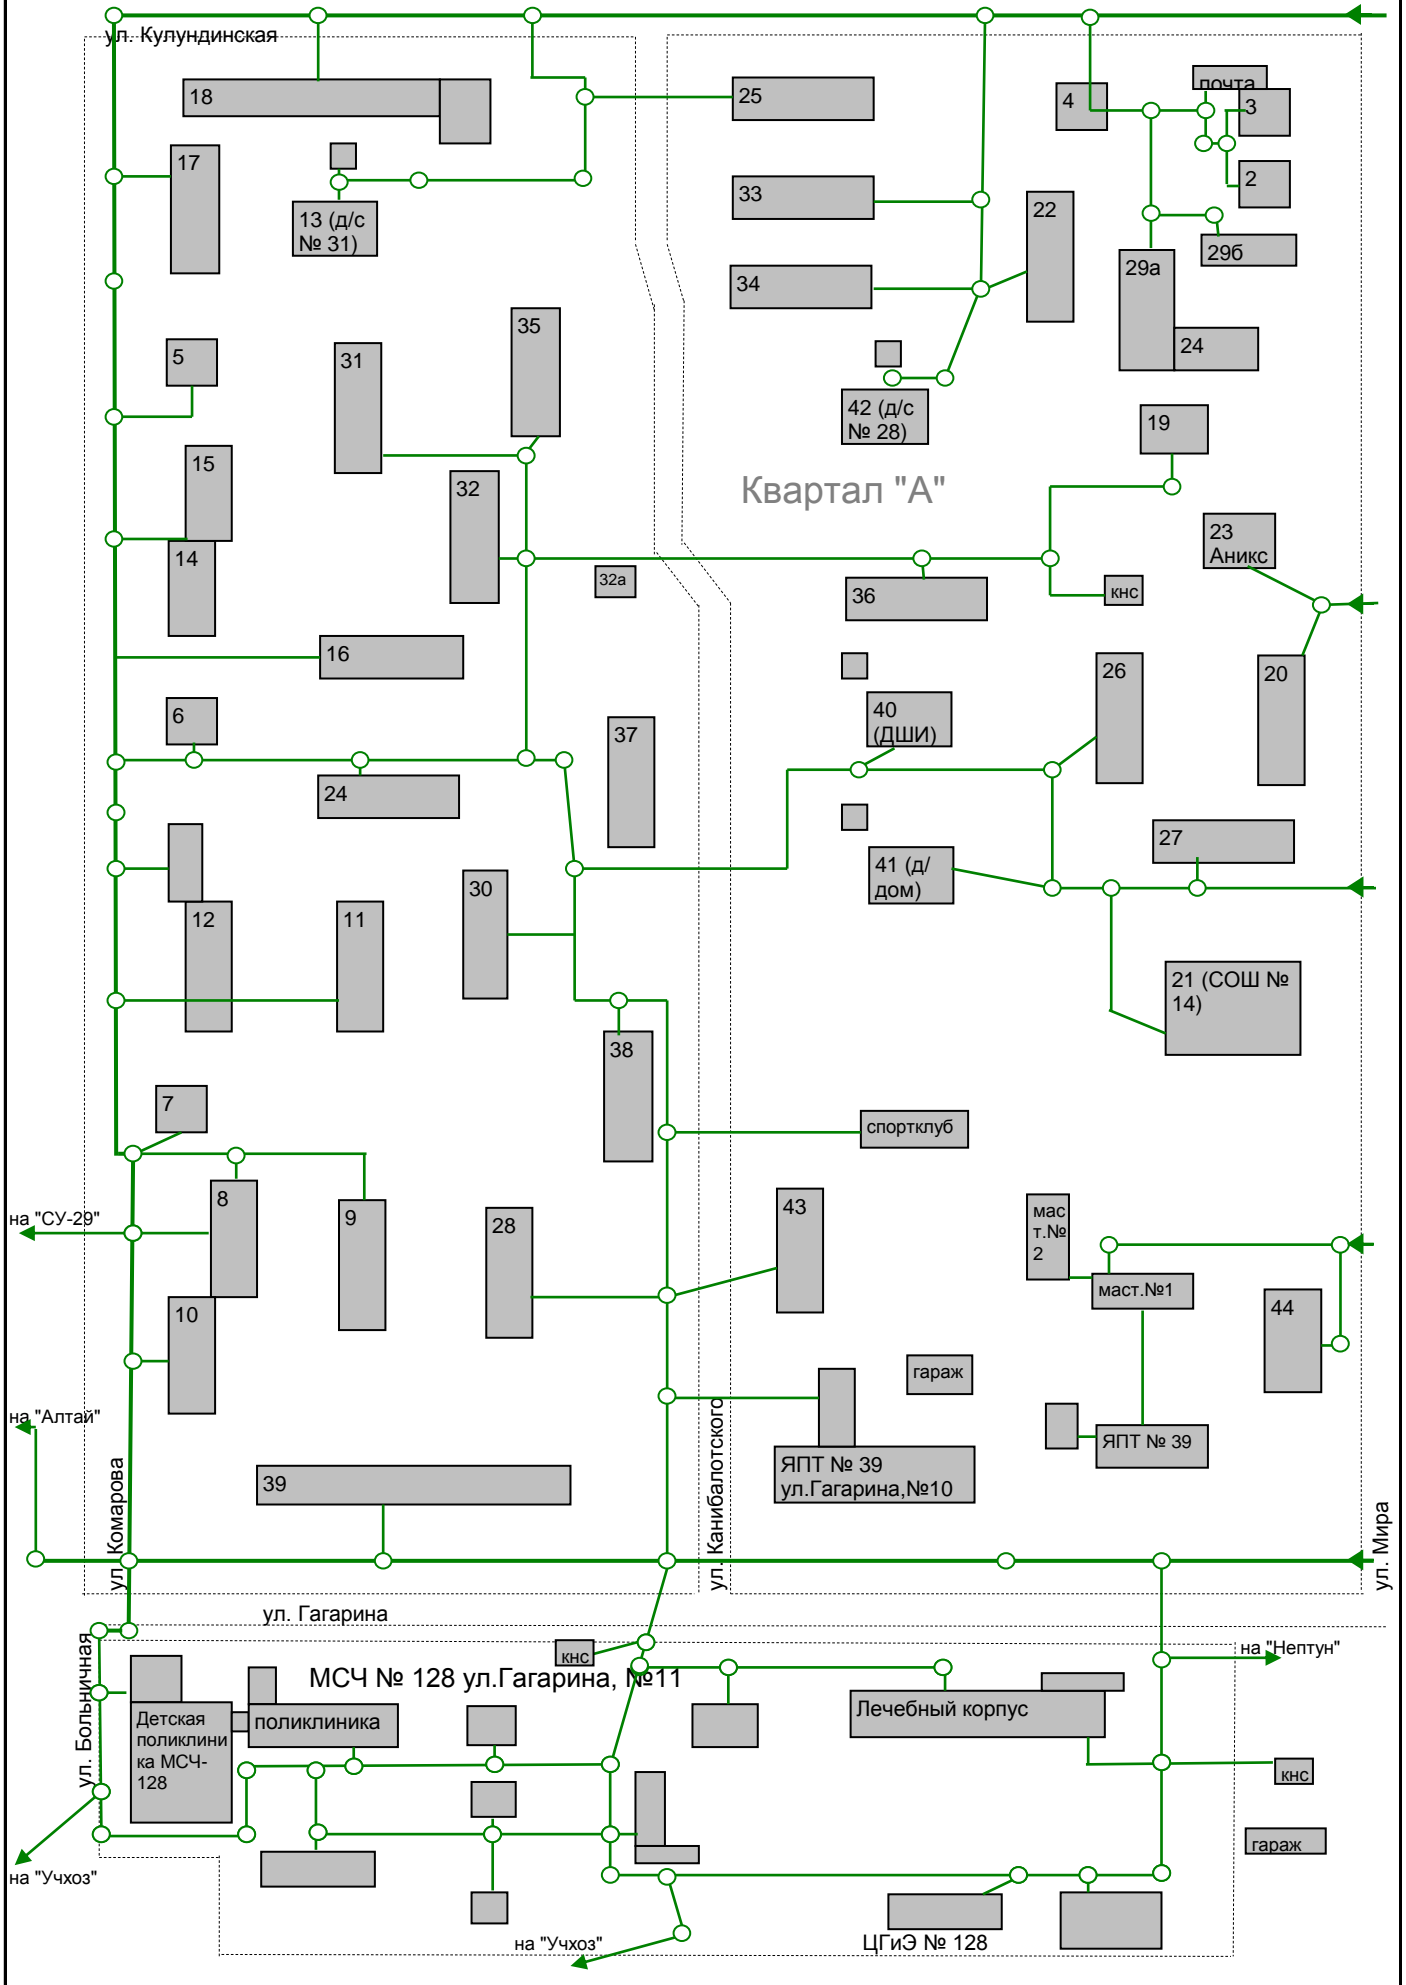 ул. Кулундинская
18
25
4
почта
3
17
2
33
22
13 (д/с
№ 31)
29а
29б
34
35
31
5
24
42 (д/с
№ 28)
19
15
32
Квартал "А"
23
Аникс
14
32а
36
кнс
16
26
20
6
40
(ДШИ)
37
24
27
41 (д/
дом)
30
12
11
21 (СОШ №
14)
38
7
спортклуб
8
9
28
43
мас
т.№
2
на "СУ-29"
маст.№1
10
44
гараж
на "Алтай"
ЯПТ № 39
ЯПТ № 39
ул.Гагарина,№10
39
ул. Комарова
ул. Канибалотского
ул. Мира
ул. Гагарина
ул. Больничная
кнс
на "Нептун"
МСЧ № 128 ул.Гагарина, №11
Детская
поликлини
ка МСЧ-
128
поликлиника
Лечебный корпус
кнс
гараж
на "Учхоз"
на "Учхоз"
ЦГиЭ № 128